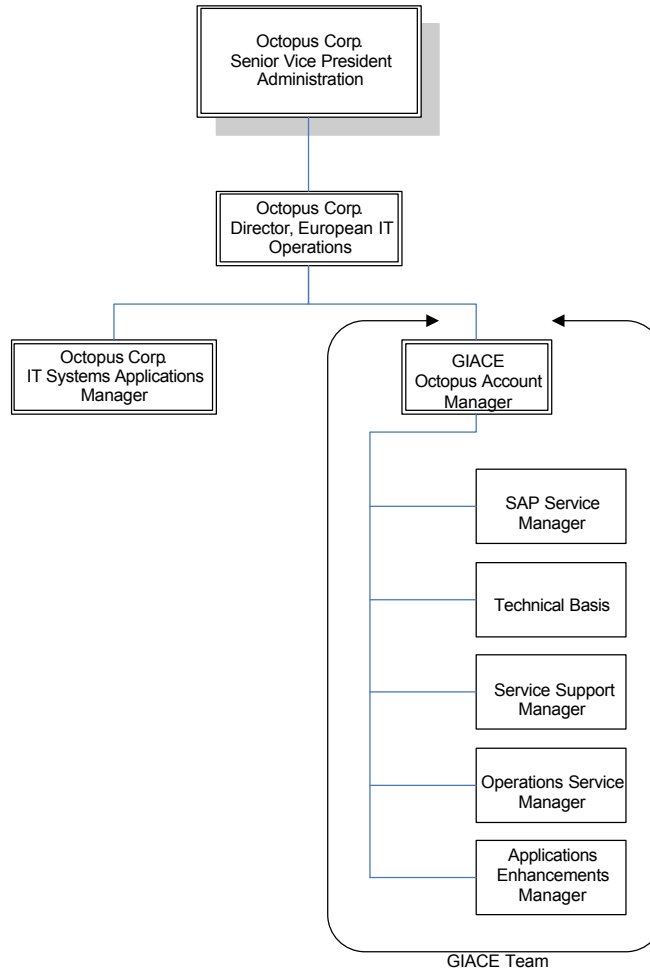 Octopus Corp.
Senior Vice President
Administration
Octopus Corp.
Director, European IT
Operations
Octopus Corp.
IT Systems Applications
Manager
GIACE
Octopus Account
Manager
SAP Service
Manager
Technical Basis
Service Support
Manager
Operations Service
Manager
Applications
Enhancements
Manager
GIACE Team